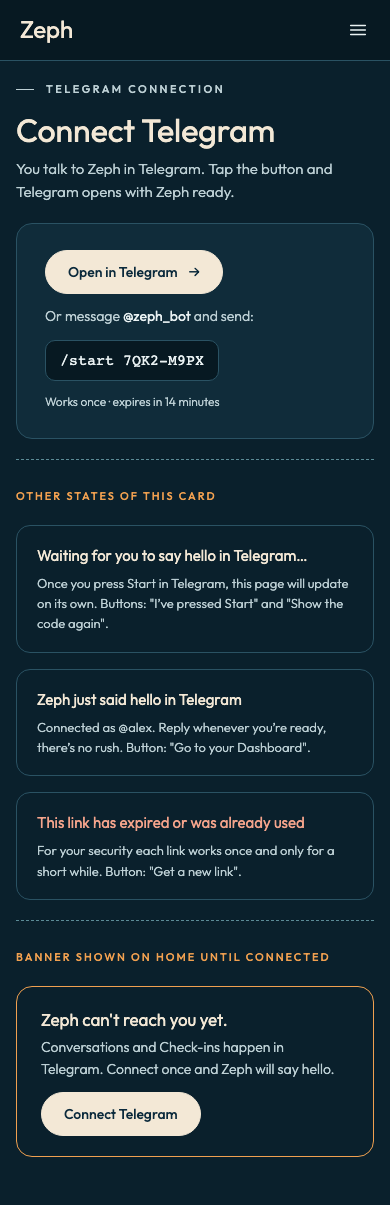 Zeph
TELEGRAM CONNECTION
Connect Telegram
You talk to Zeph in Telegram. Tap the button and
Telegram opens with Zeph ready.
Open in Telegram →
Or message @zeph_bot and send:
/start 7QK2-M9PX
Works once · expires in 14 minutes
OTHER STATES OF THIS CARD
Waiting for you to say hello in Telegram...
Once you press Start in Telegram, this page will update
on its own. Buttons: "I've pressed Start" and "Show the
code again".
Zeph just said hello in Telegram
Connected as @alex. Reply whenever you're ready,
there's no rush. Button: "Go to your Dashboard".
This link has expired or was already used
For your security each link works once and only for a
short while. Button: "Get a new link".
BANNER SHOWN ON HOME UNTIL CONNECTED
Zeph can't reach you yet.
Conversations and Check-ins happen in
Telegram. Connect once and Zeph will say hello.
Connect Telegram